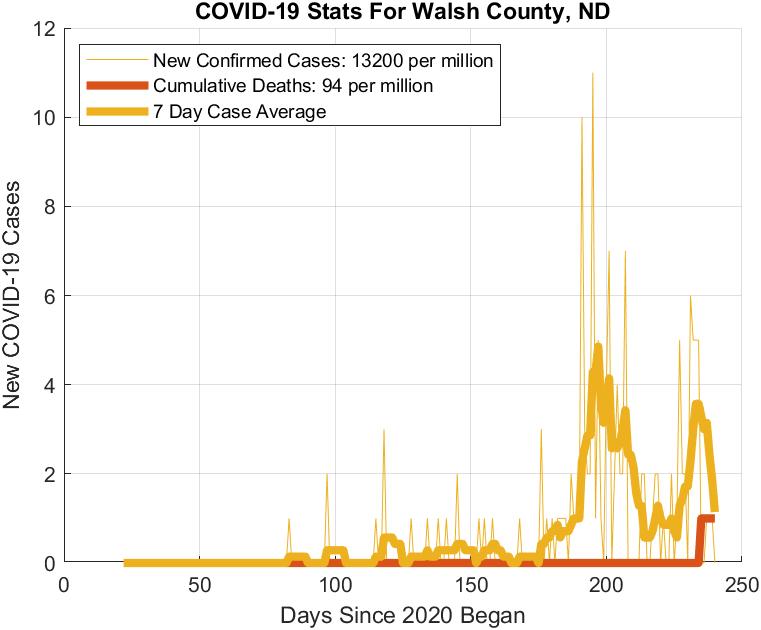 COVID-19 Stats For Walsh County, ND
12
10
8
6
4
2
0
New COVID-19 Cases
New Confirmed Cases: 13200 per million
Cumulative Deaths: 94 per million
7 Day Case Average
0 50 100 150 200 250
Days Since 2020 Began